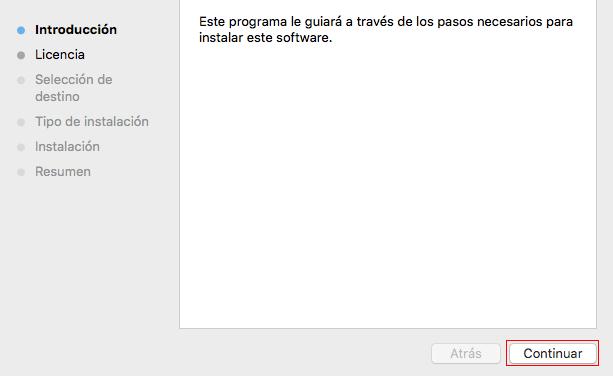 Introducción
Licencia
Selección de
destino
Tipo de instalación
Instalación
Resumen
Este programa le guiará a través de los pasos necesarios para
instalar este software.
Atrás
Continuar